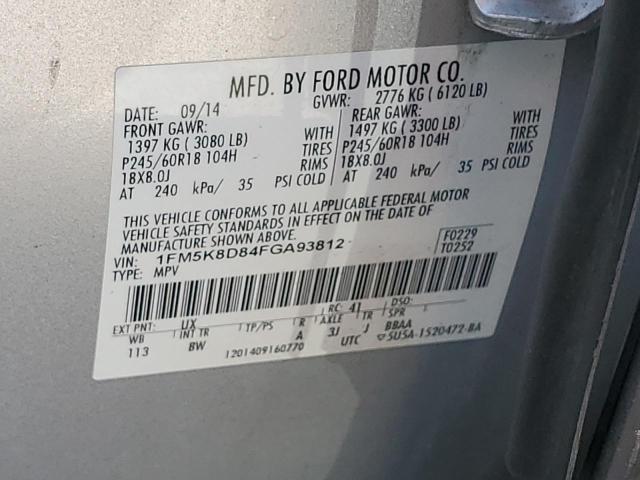 MFD. BY FORD MOTOR CO.
DATE: 09/14 GVWR: 2776 KG ( 6120 LB)
FRONT GAWR: REAR GAWR:
1397 KG ( 3080 LB) WITH 1497 KG ( 3300 LB) WITH
P245/60R18 104H TIRES P245/60R18 104H TIRES
18X8.0J RIMS 18X8.0J RIMS
AT 240 kPa/ 35 PSI COLD AT 240 kPa/ 35 PSI COLD
THIS VEHICLE CONFORMS TO ALL APPLICABLE FEDERAL MOTOR
VEHICLE SAFETY STANDARDS IN EFFECT ON THE DATE OF
MANUFACTURE SHOWN ABOVE.
VIN: 1FM5K8D84FGA93812 F0229
TYPE: MPV T0252
EXT PNT: UX RC: 41 DSO:
WB INT TR TP/PS R AXLE TR SPR
113 BW A 3J J BBAA
1201409160770 UTC 5U5A-1520472-BA